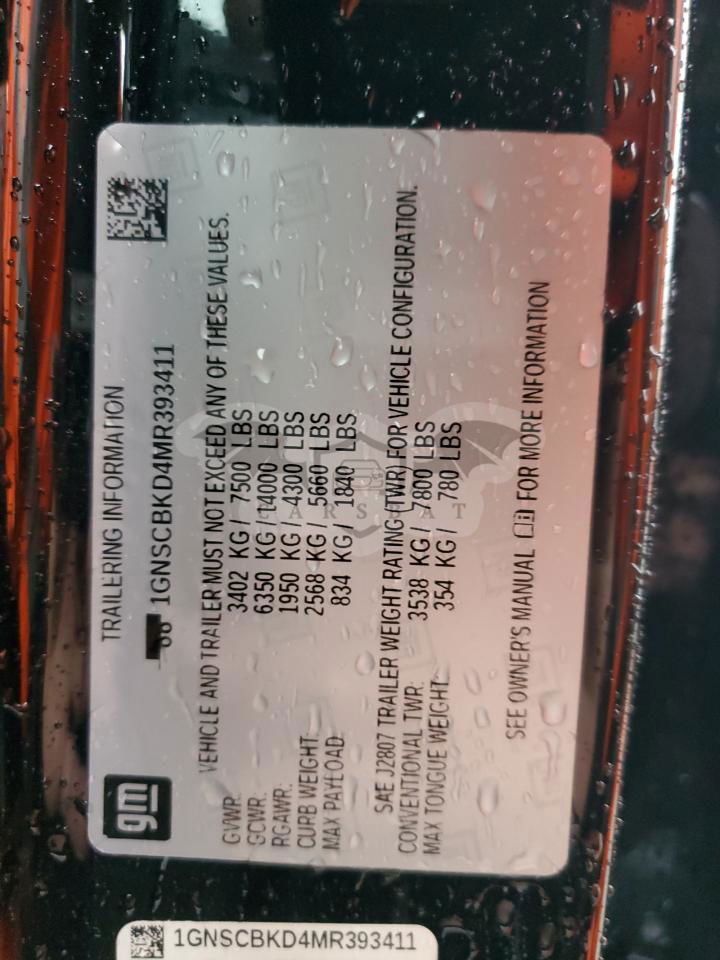 gm
TRAILERING INFORMATION
1GNSCBKD4MR393411
VEHICLE AND TRAILER MUST NOT EXCEED ANY OF THESE VALUES.
GVWR: 3402 KG / 7500 LBS
GCWR: 6350 KG / 14000 LBS
RGAWR: 1950 KG / 4300 LBS
CURB WEIGHT: 2568 KG / 5660 LBS
MAX PAYLOAD: 834 KG / 1840 LBS
SAE J2807 TRAILER WEIGHT RATING (TWR) FOR VEHICLE CONFIGURATION.
CONVENTIONAL TWR: 3538 KG / 7800 LBS
MAX TONGUE WEIGHT: 354 KG / 780 LBS
SEE OWNER'S MANUAL FOR MORE INFORMATION
1GNSCBKD4MR393411